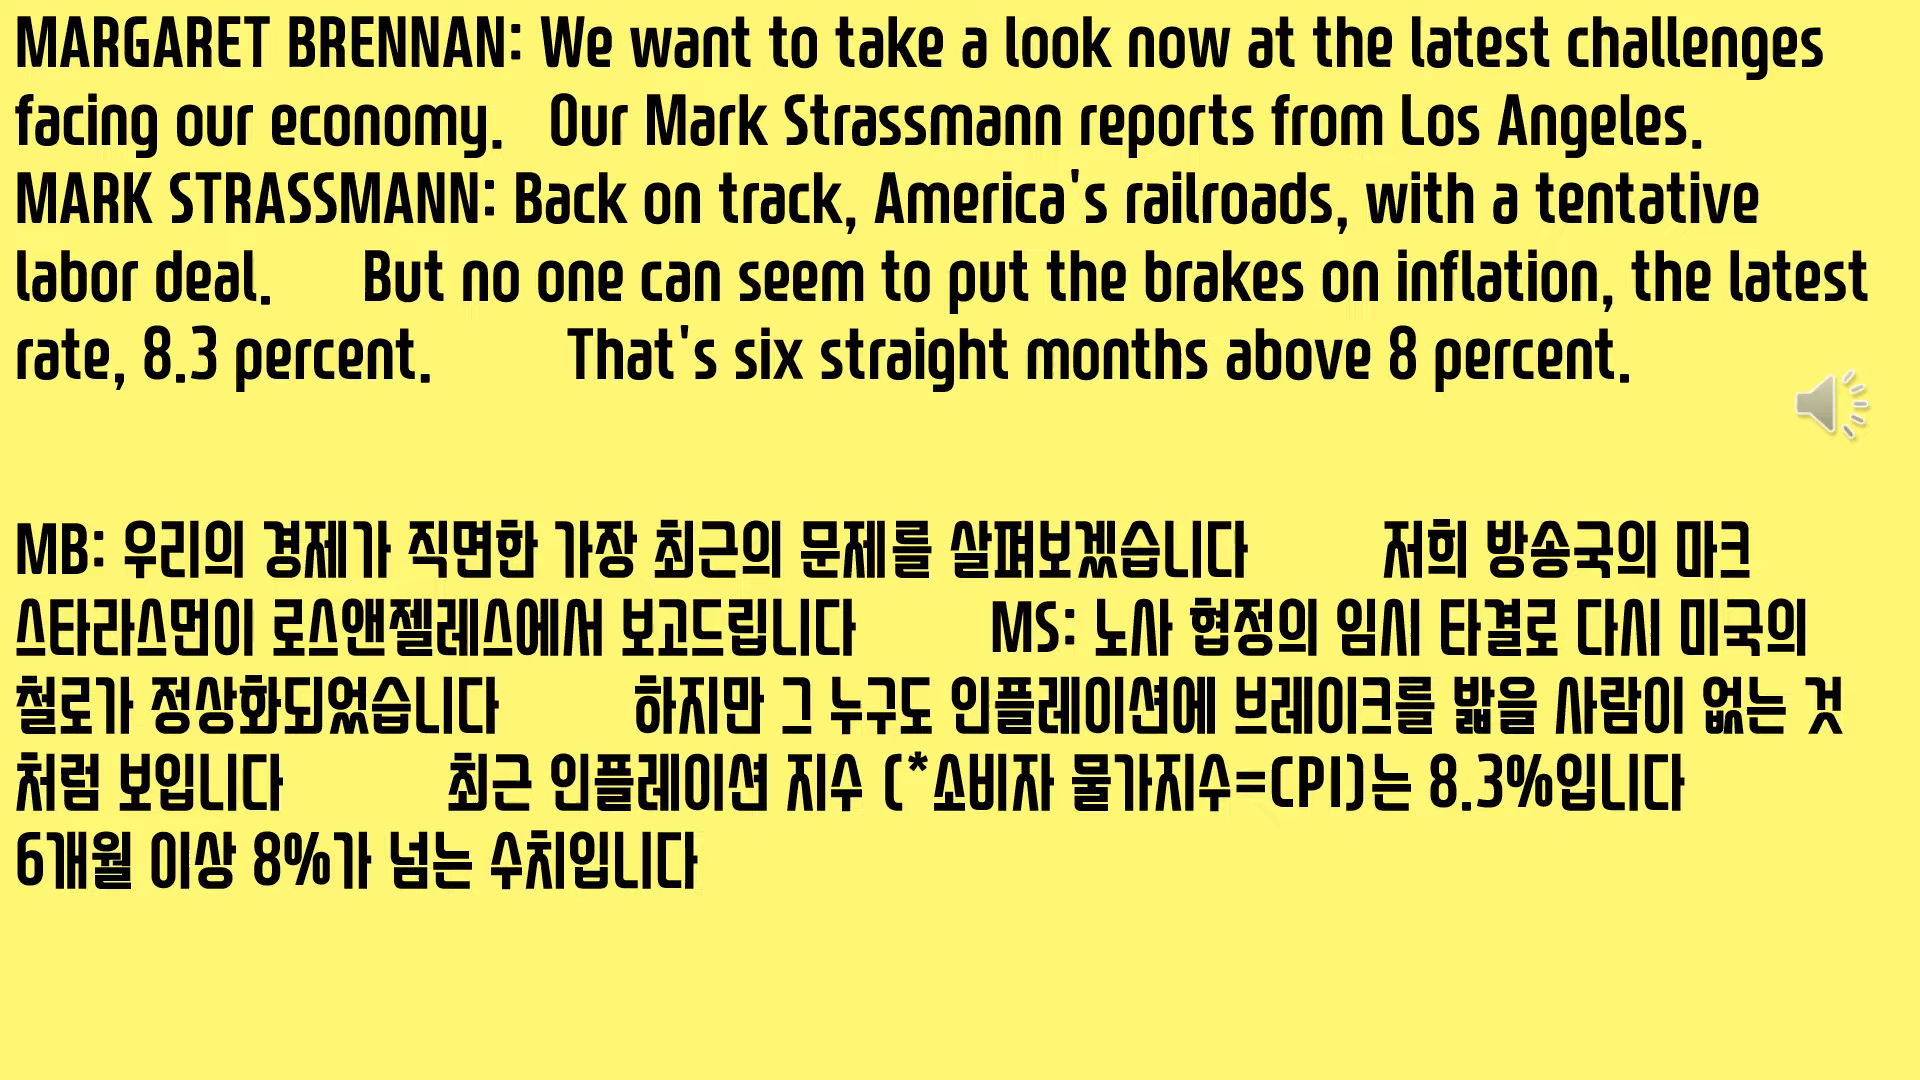 MARGARET BRENNAN: We want to take a look now at the latest challenges
facing our economy. Our Mark Strassmann reports from Los Angeles.
MARK STRASSMANN: Back on track, America's railroads, with a tentative
labor deal. But no one can seem to put the brakes on inflation, the latest
rate, 8.3 percent. That's six straight months above 8 percent.
MB: 우리의 경제가 직면한 가장 최근의 문제를 살펴보겠습니다 저희 방송국의 마크
스타라스먼이 로스앤젤레스에서 보고드립니다 MS: 노사 협정의 임시 타결로 다시 미국의
철로가 정상화되었습니다 하지만 그 누구도 인플레이션에 브레이크를 밟을 사람이 없는 것
처럼 보입니다 최근 인플레이션 지수 (*소비자 물가지수=CPI)는 8.3%입니다
6개월 이상 8%가 넘는 수치입니다